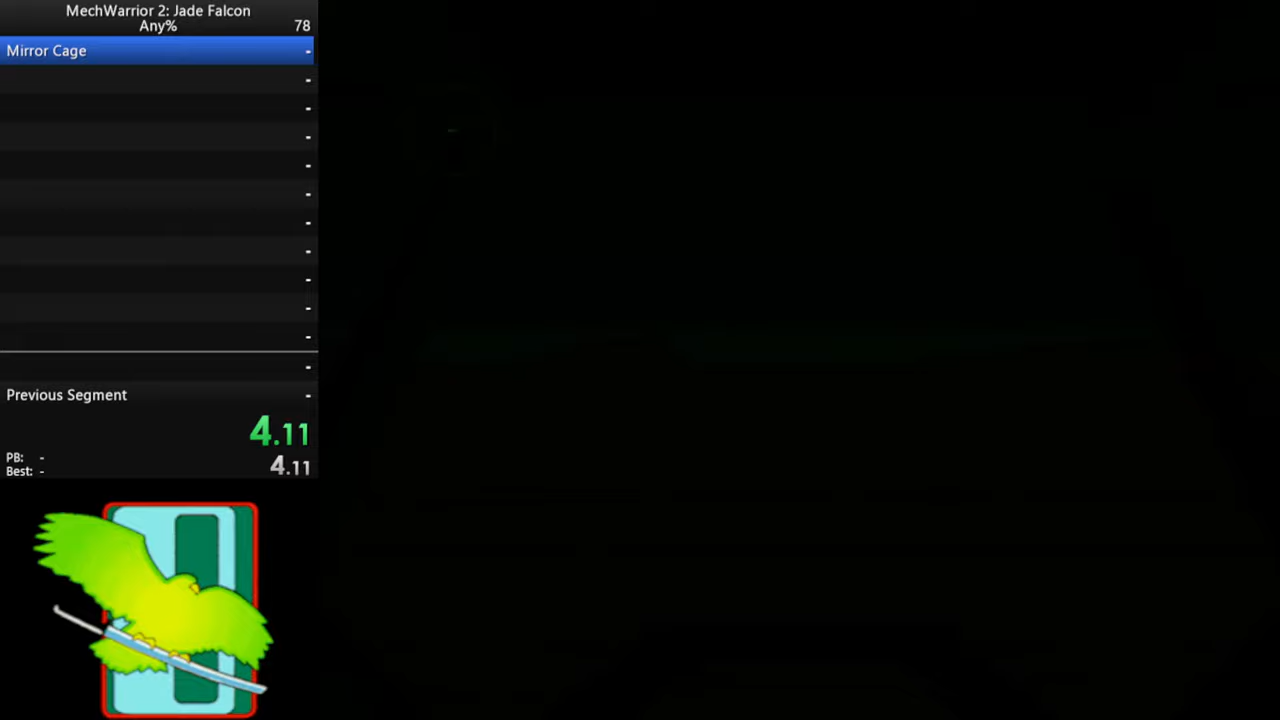 MechWarrior 2: Jade Falcon
Any% 78
Mirror Cage -
-
-
-
-
-
-
-
-
-
-
-
Previous Segment -
4.11
PB: -
4.11
Best: -